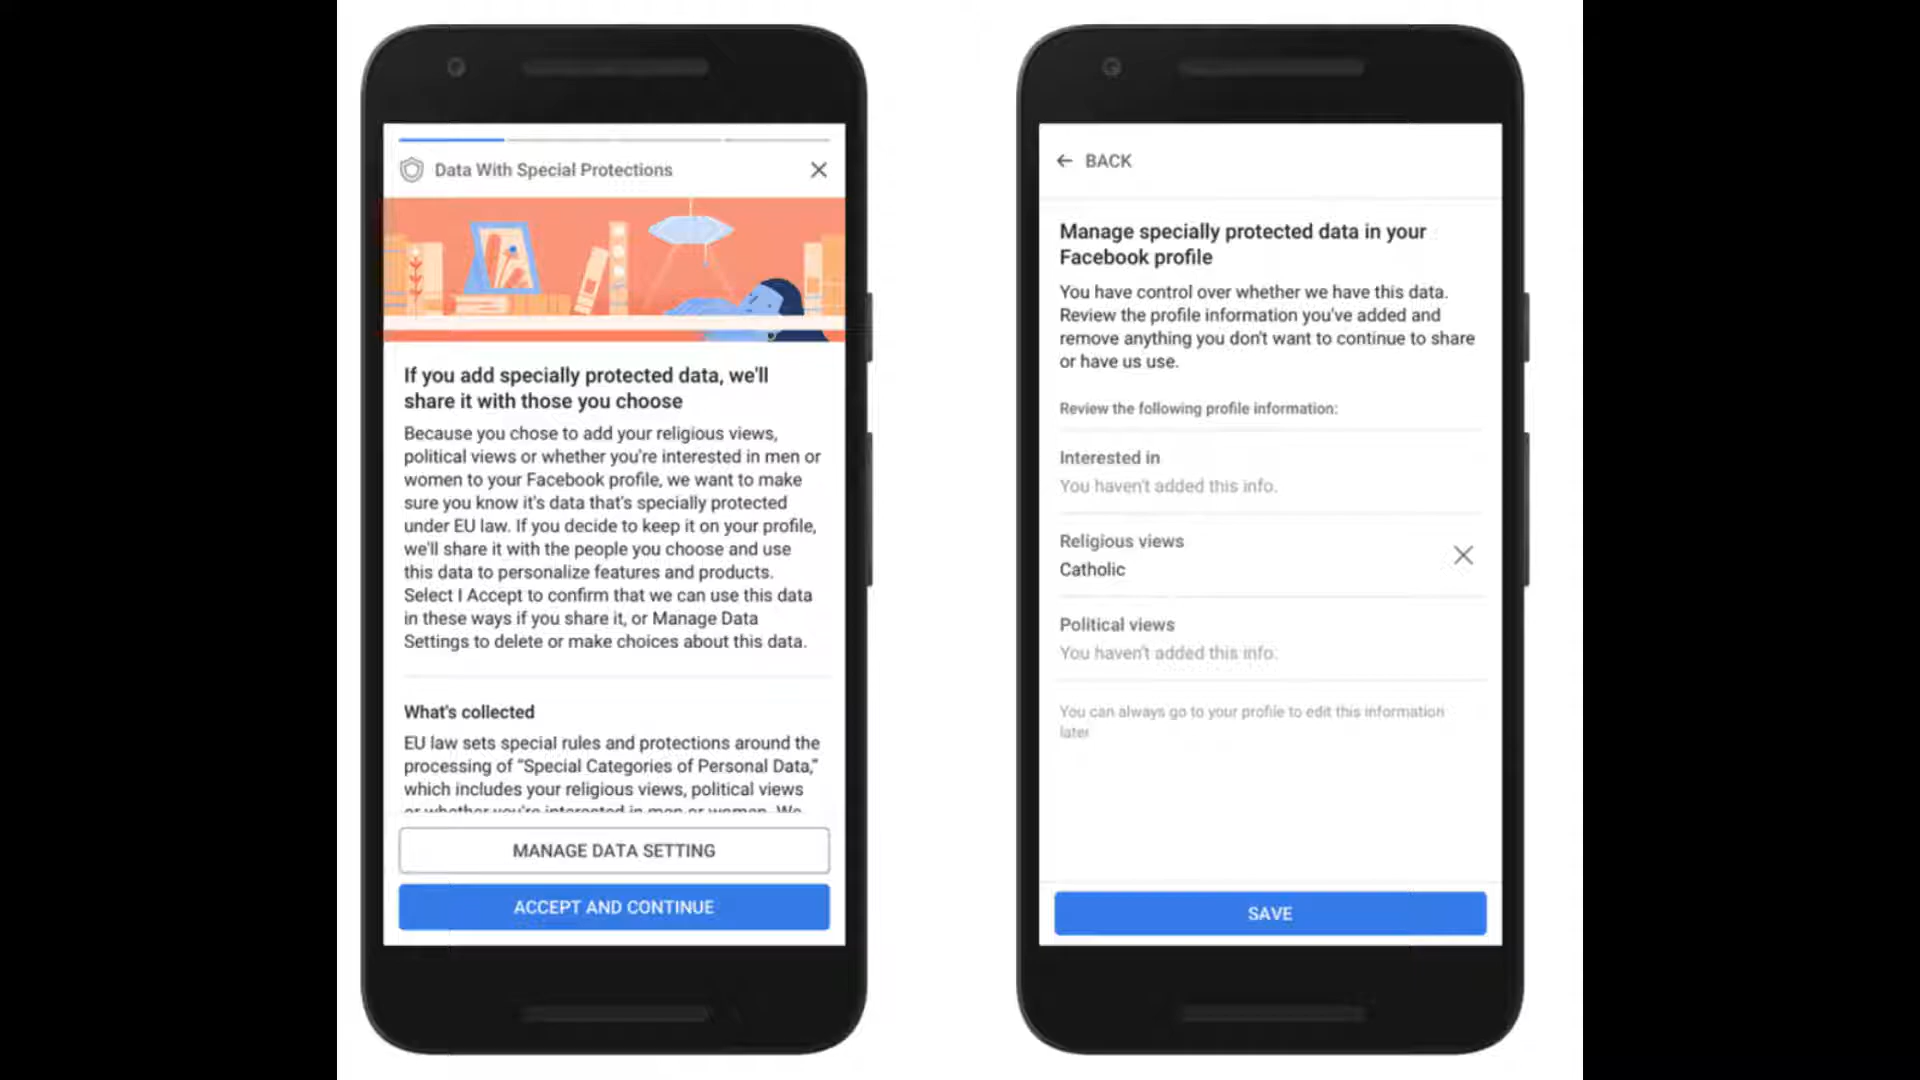 Data With Special Protections
If you add specially protected data, we'll
share it with those you choose
Because you chose to add your religious views,
political views or whether you're interested in men or
women to your Facebook profile, we want to make
sure you know it's data that's specially protected
under EU law. If you decide to keep it on your profile,
we'll share it with the people you choose and use
this data to personalize features and products.
Select I Accept to confirm that we can use this data
in these ways if you share it, or Manage Data
Settings to delete or make choices about this data.
What's collected
EU law sets special rules and protections around the
processing of "Special Categories of Personal Data,"
which includes your religious views, political views
or whether you're interested in men or women. We
MANAGE DATA SETTING
ACCEPT AND CONTINUE
BACK
Manage specially protected data in your
Facebook profile
You have control over whether we have this data.
Review the profile information you've added and
remove anything you don't want to continue to share
or have us use.
Review the following profile information:
Interested in
You haven't added this info.
Religious views
Catholic
Political views
You haven't added this info.
You can always go to your profile to edit this information
later
SAVE